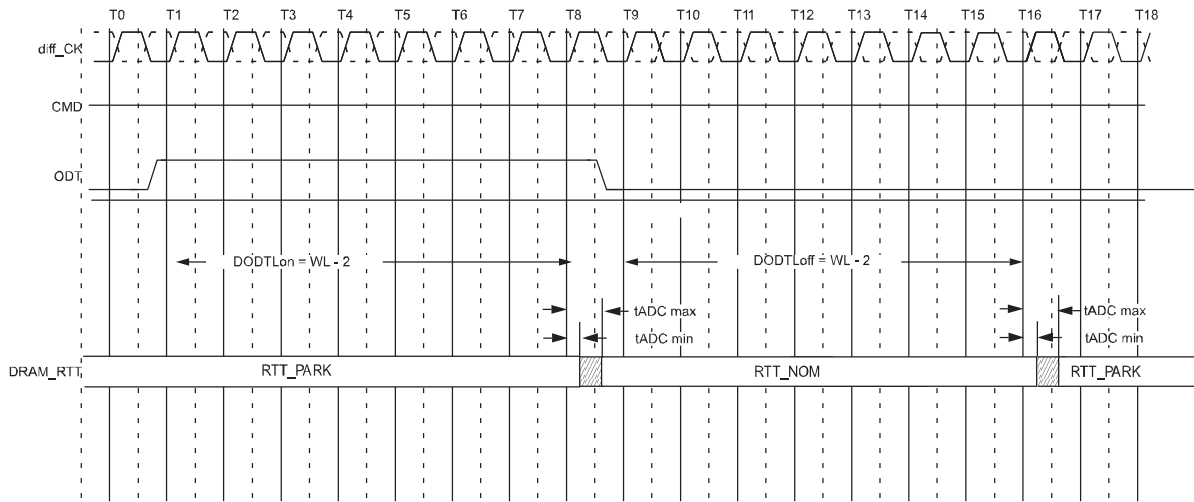 T0 T1 T2 T3 T4 T5 T6 T7 T8 T9 T10 T11 T12 T13 T14 T15 T16 T17 T18
diff_CK
CMD
ODT
DODTLon = WL - 2 DODTLoff = WL - 2
tADC max tADC max
tADC min tADC min
DRAM_RTT RTT_PARK RTT_NOM RTT_PARK